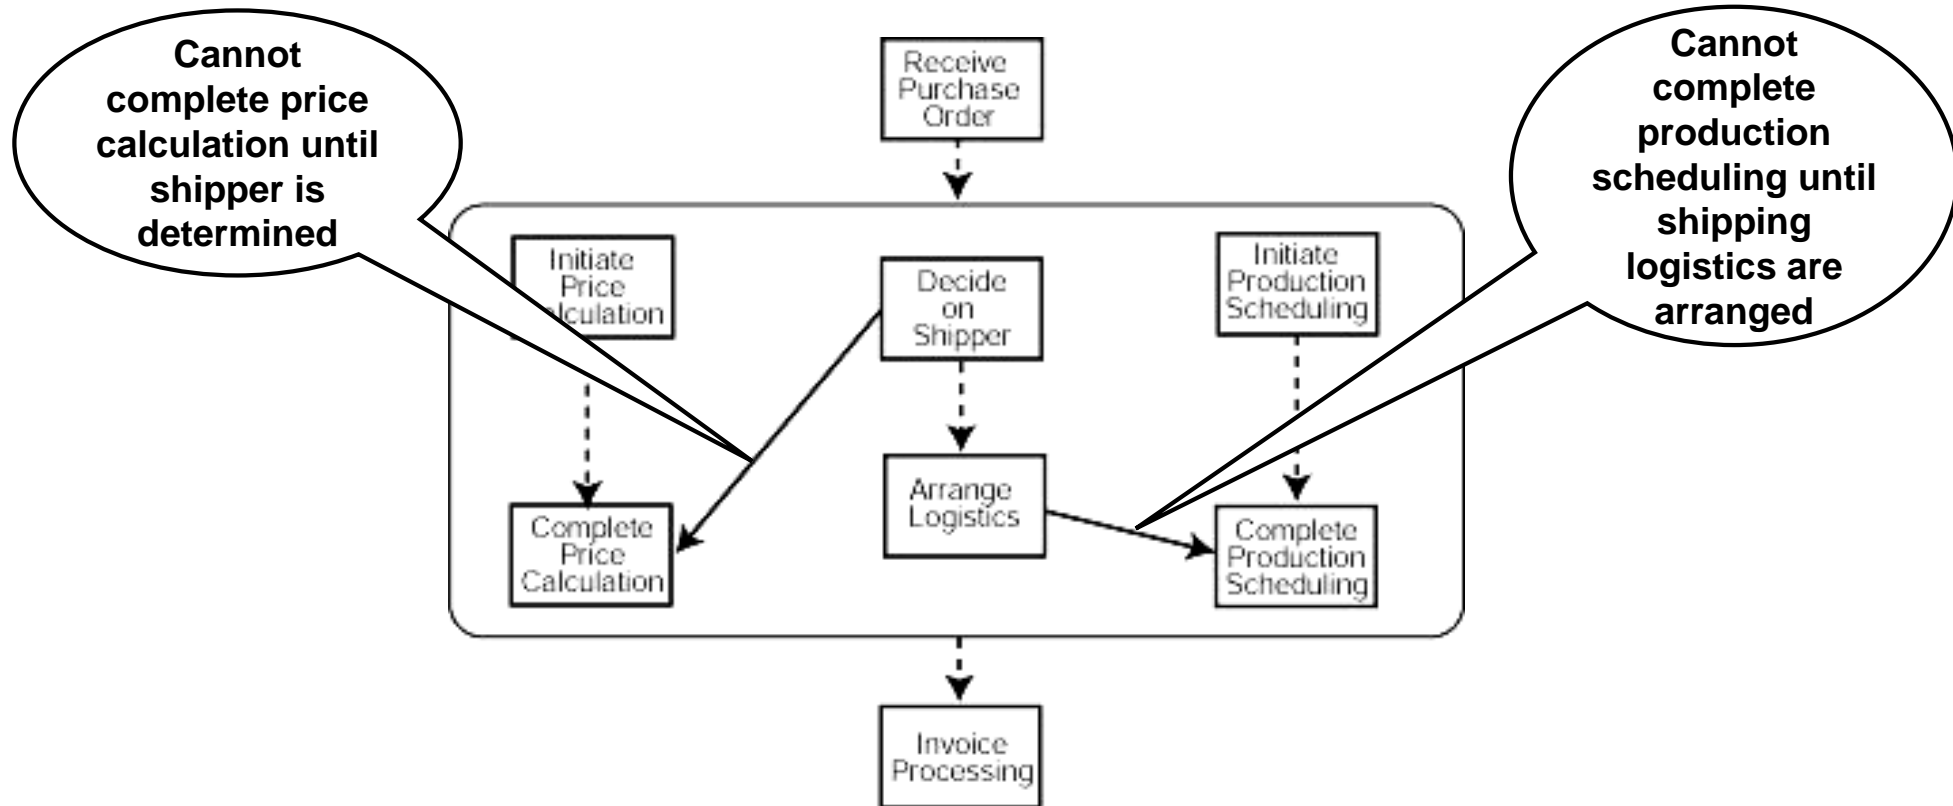 Cannot
complete price
calculation until
shipper is
determined
Receive
Purchase
Order
Cannot
complete
production
scheduling until
shipping
logistics are
arranged
Initiate
Price
alculation
Decide
on
Shipper
Initiate
Production
Scheduling
Arrange
Logistics
Complete
Price
Calculation
Complete
Production
Scheduling
Invoice
Processing